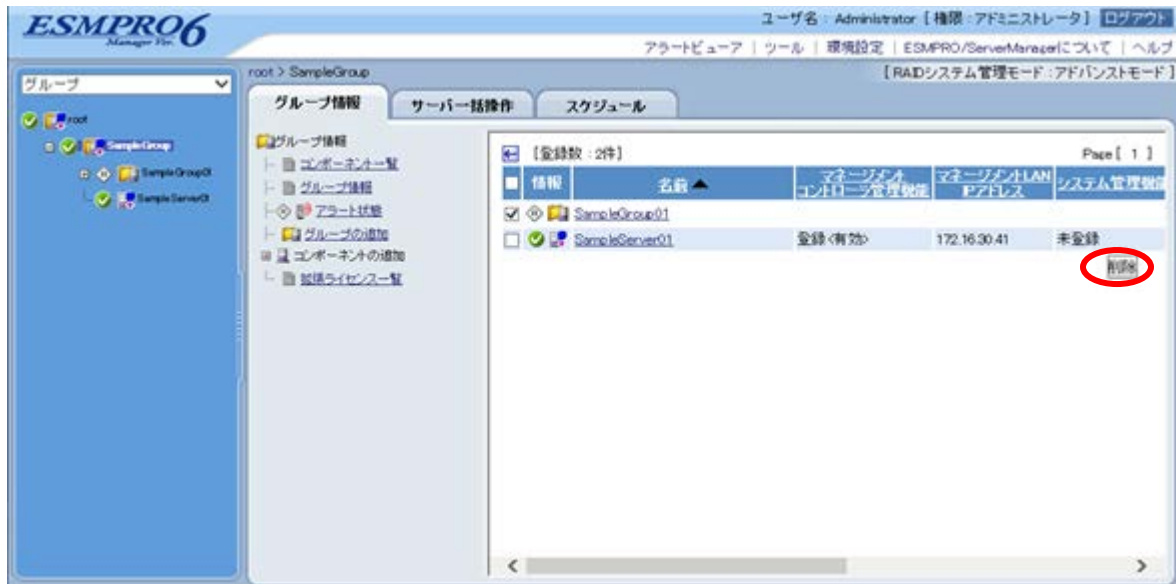 ESMPRO6
Manager Ver.
ユーザ名 : Administrator [ 権限 : アドミニストレータ ] ログアウト
アラートビューア | ツール | 環境設定 | ESMPRO/ServerManagerについて | ヘルプ
グループ
root
SampleGroup
SampleGroup01
SampleServer01
root > SampleGroup
[ RAIDシステム管理モード : アドバンストモード ]
グループ情報 サーバ一括操作 スケジュール
グループ情報
コンポーネント一覧
グループ情報
アラート状態
グループの追加
コンポーネントの追加
拡張ライセンス一覧
[登録数 : 2件] Page [ 1 ]
情報 名前▲ マネージメントコントローラ管理機能 マネージメントLAN IPアドレス システム管理機能
SampleGroup01
SampleServer01 登録<有効> 172.16.30.41 未登録
削除